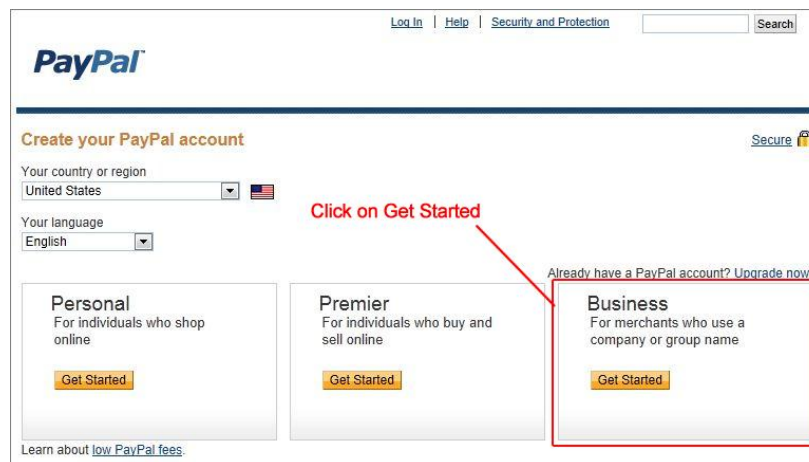 Log In | Help | Security and Protection Search
PayPal™
Create your PayPal account
Secure
Your country or region
United States
Click on Get Started
Your language
English
Already have a PayPal account? Upgrade now
Personal
For individuals who shop
online
Get Started
Premier
For individuals who buy and
sell online
Get Started
Business
For merchants who use a
company or group name
Get Started
Learn about low PayPal fees.